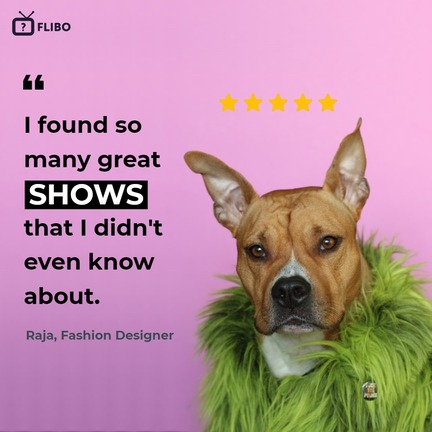 ?
FLIBO
“
I found so
many great
SHOWS
that I didn't
even know
about.
Raja, Fashion Designer